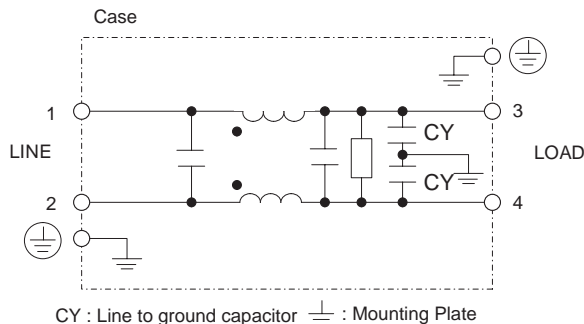 Case
1
3
CY
LINE
LOAD
CY
2
4
CY : Line to ground capacitor ⏚ : Mounting Plate